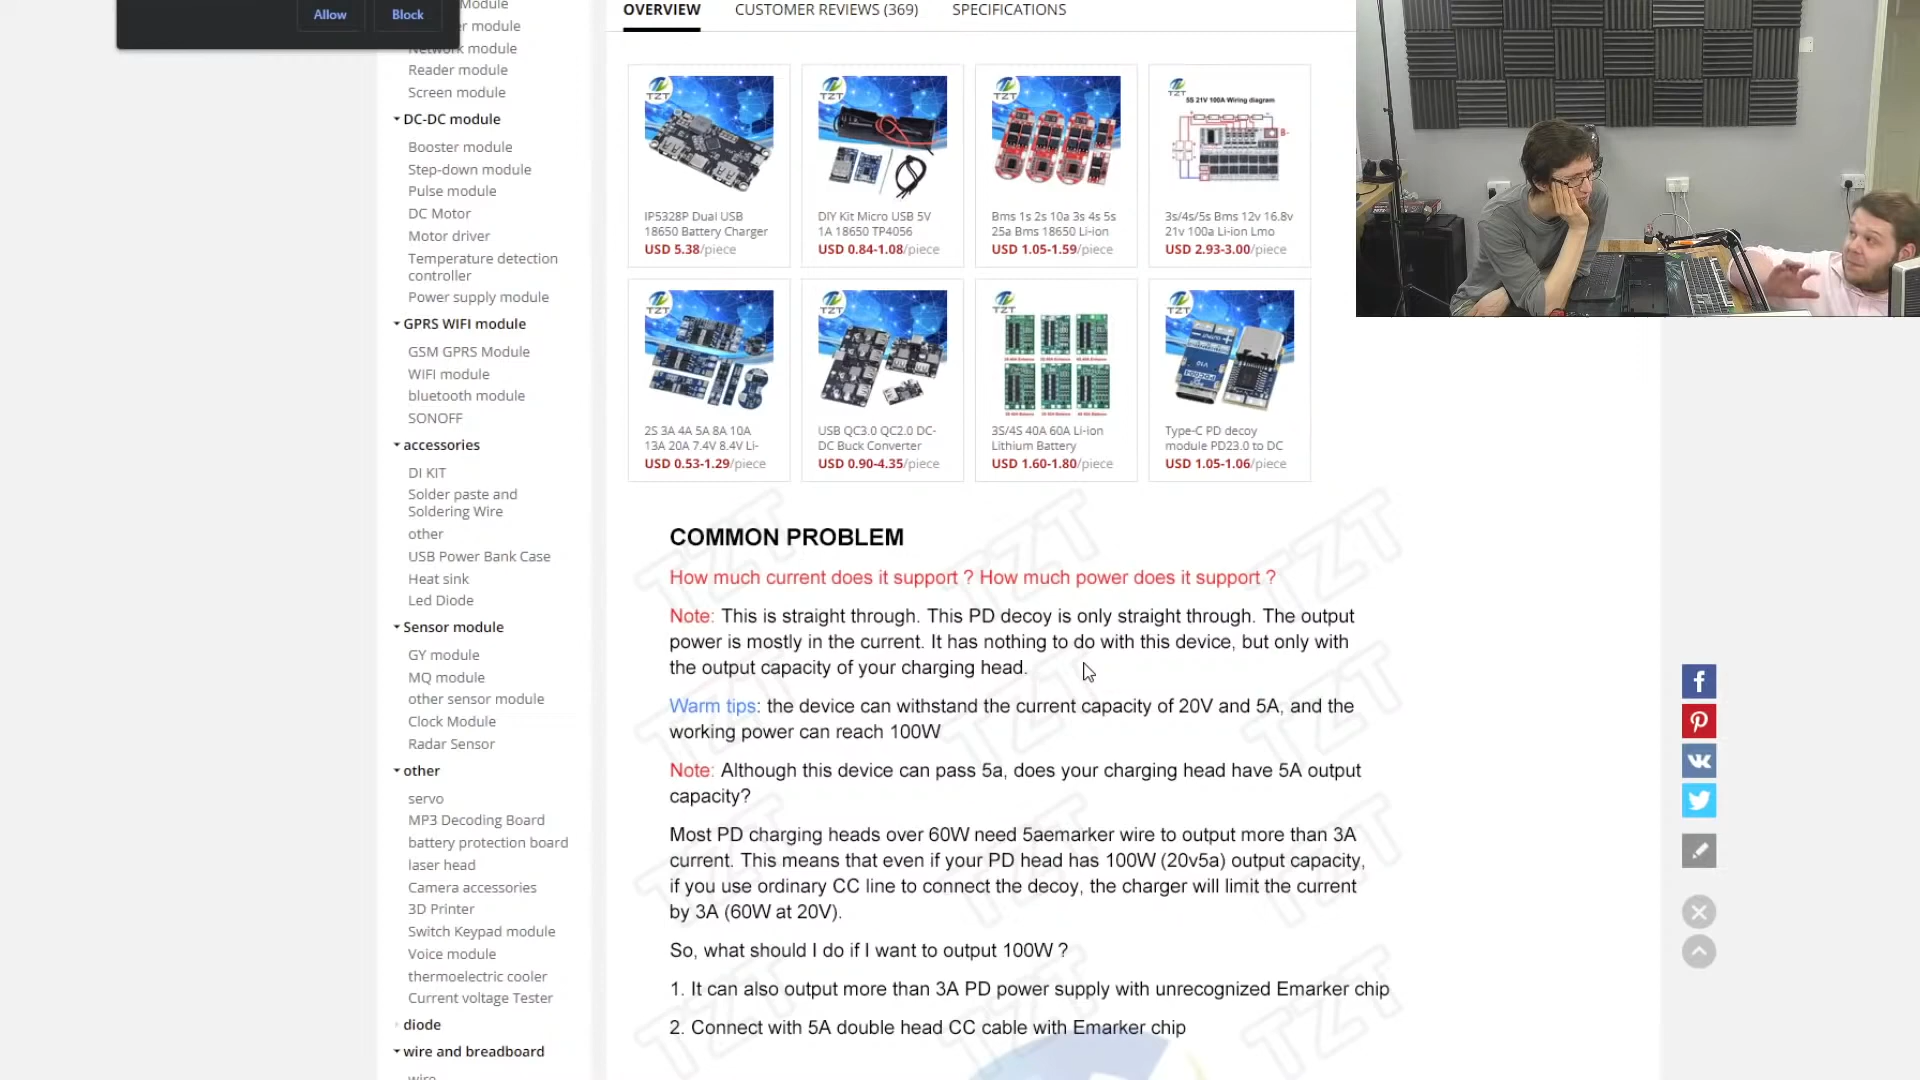 Allow
Block
Module
r module
Network module
Reader module
Screen module
DC-DC module
Booster module
Step-down module
Pulse module
DC Motor
Motor driver
Temperature detection
controller
Power supply module
GPRS WIFI module
GSM GPRS Module
WIFI module
bluetooth module
SONOFF
accessories
DI KIT
Solder paste and
Soldering Wire
other
USB Power Bank Case
Heat sink
Led Diode
Sensor module
GY module
MQ module
other sensor module
Clock Module
Radar Sensor
other
servo
MP3 Decoding Board
battery protection board
laser head
Camera accessories
3D Printer
Switch Keypad module
Voice module
thermoelectric cooler
Current voltage Tester
diode
wire and breadboard
wire
OVERVIEW
CUSTOMER REVIEWS (369)
SPECIFICATIONS
TZT
TZT
TZT
TZT
5S 21V 100A Wiring diagram
B-
IP5328P Dual USB
18650 Battery Charger
USD 5.38/piece
DIY Kit Micro USB 5V
1A 18650 TP4056
USD 0.84-1.08/piece
Bms 1s 2s 10a 3s 4s 5s
25a Bms 18650 Li-ion
USD 1.05-1.59/piece
3s/4s/5s Bms 12v 16.8v
21v 100a Li-ion Lmo
USD 2.93-3.00/piece
TZT
TZT
TZT
TZT
2S 3A 4A 5A 8A 10A
13A 20A 7.4V 8.4V Li-
USD 0.53-1.29/piece
USB QC3.0 QC2.0 DC-
DC Buck Converter
USD 0.90-4.35/piece
3S/4S 40A 60A Li-ion
Lithium Battery
USD 1.60-1.80/piece
Type-C PD decoy
module PD23.0 to DC
USD 1.05-1.06/piece
COMMON PROBLEM
How much current does it support ? How much power does it support ?
Note: This is straight through. This PD decoy is only straight through. The output
power is mostly in the current. It has nothing to do with this device, but only with
the output capacity of your charging head.
Warm tips: the device can withstand the current capacity of 20V and 5A, and the
working power can reach 100W
Note: Although this device can pass 5a, does your charging head have 5A output
capacity?
Most PD charging heads over 60W need 5aemarker wire to output more than 3A
current. This means that even if your PD head has 100W (20v5a) output capacity,
if you use ordinary CC line to connect the decoy, the charger will limit the current
by 3A (60W at 20V).
So, what should I do if I want to output 100W ?
1. It can also output more than 3A PD power supply with unrecognized Emarker chip
2. Connect with 5A double head CC cable with Emarker chip